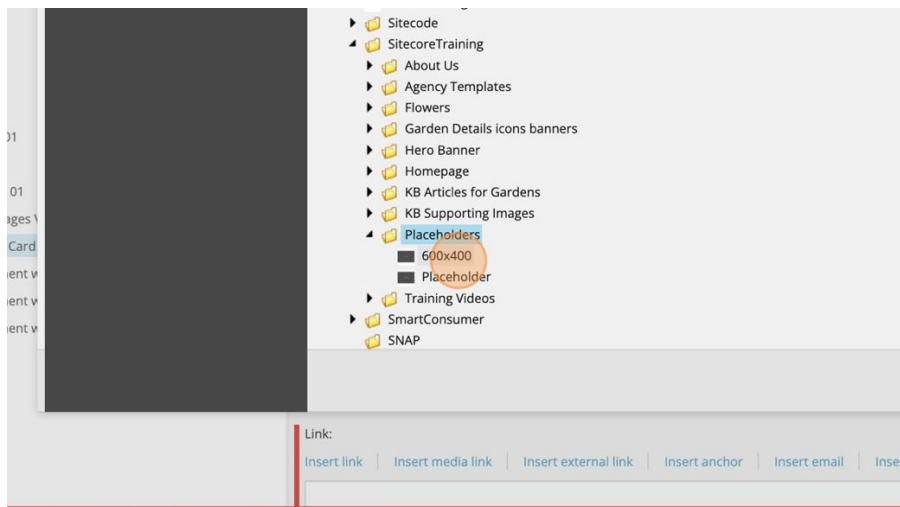 Sitecode
SitecoreTraining
About Us
Agency Templates
Flowers
Garden Details icons banners
Hero Banner
Homepage
KB Articles for Gardens
KB Supporting Images
Placeholders
600x400
Placeholder
Training Videos
SmartConsumer
SNAP
01
01
Card
Link:
Insert link
Insert media link
Insert external link
Insert anchor
Insert email